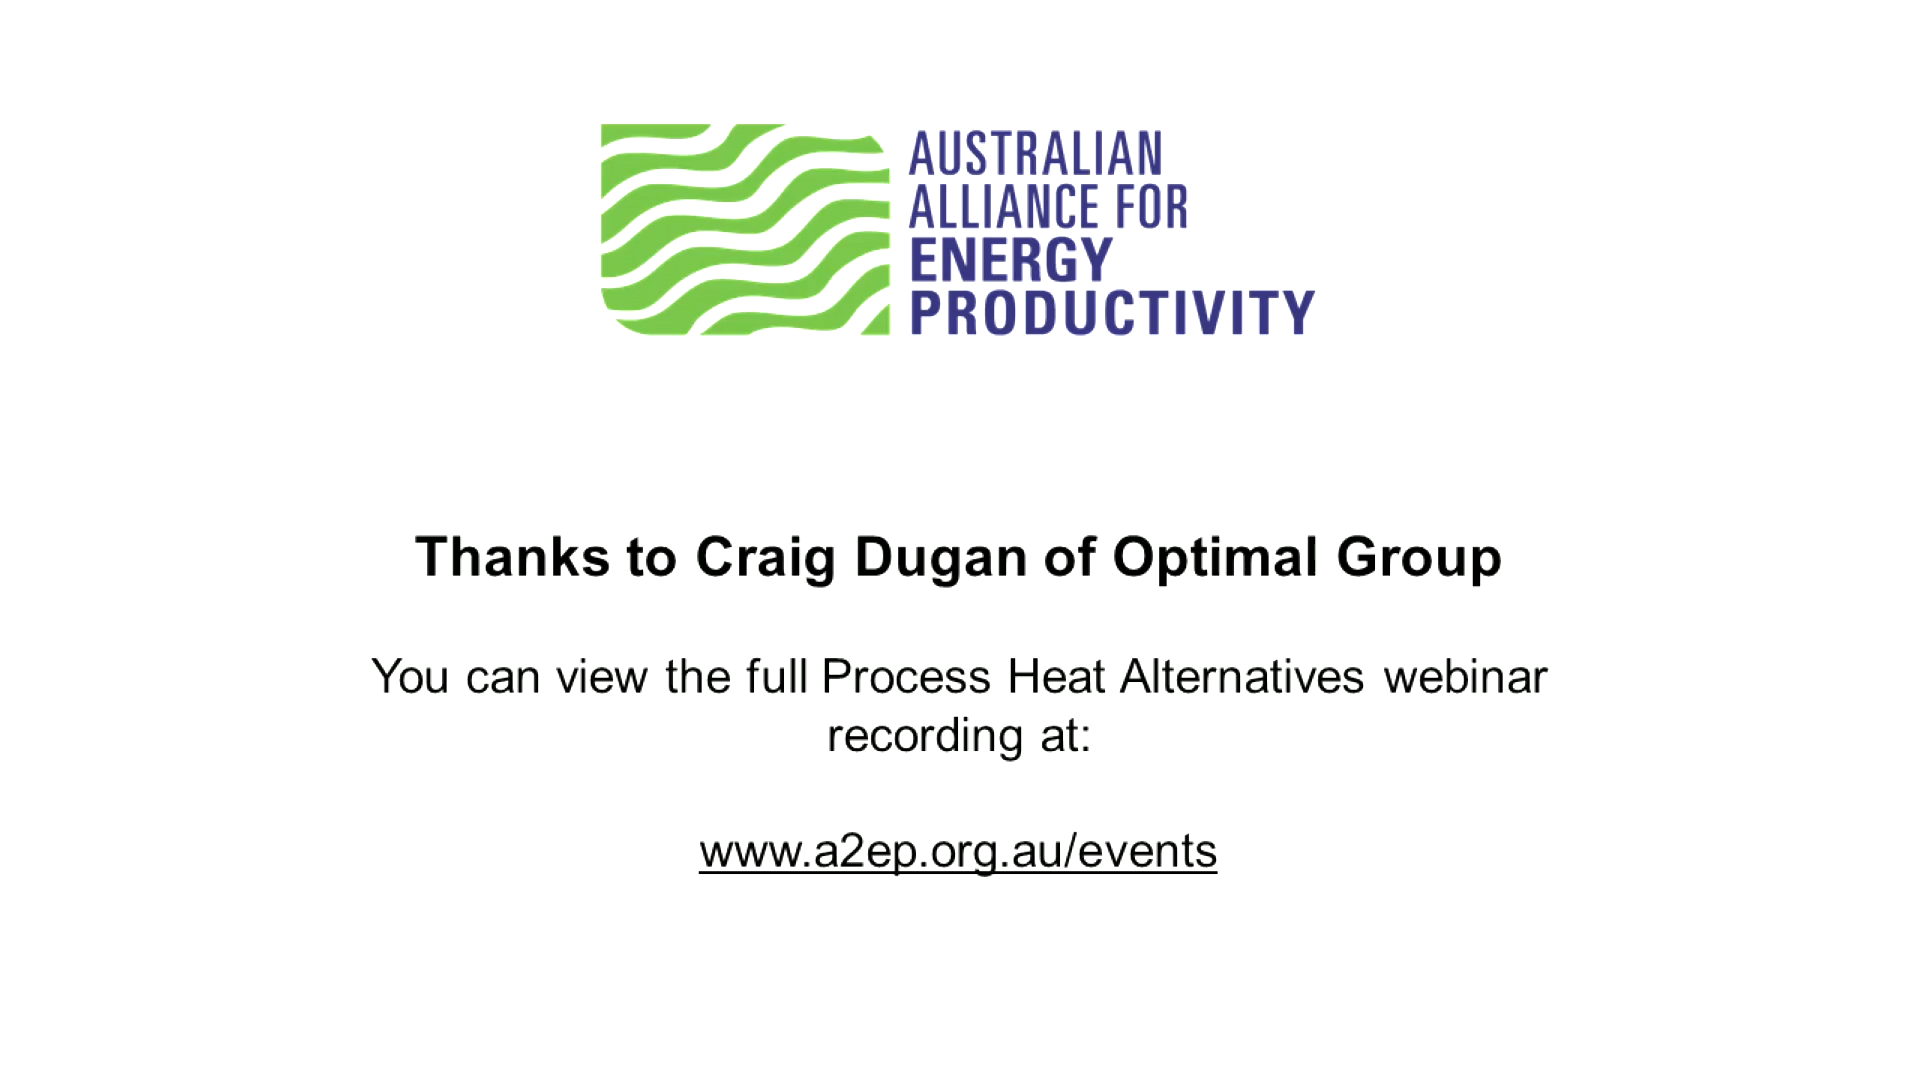 AUSTRALIAN
ALLIANCE FOR
ENERGY
PRODUCTIVITY
Thanks to Craig Dugan of Optimal Group
You can view the full Process Heat Alternatives webinar
recording at:
www.a2ep.org.au/events